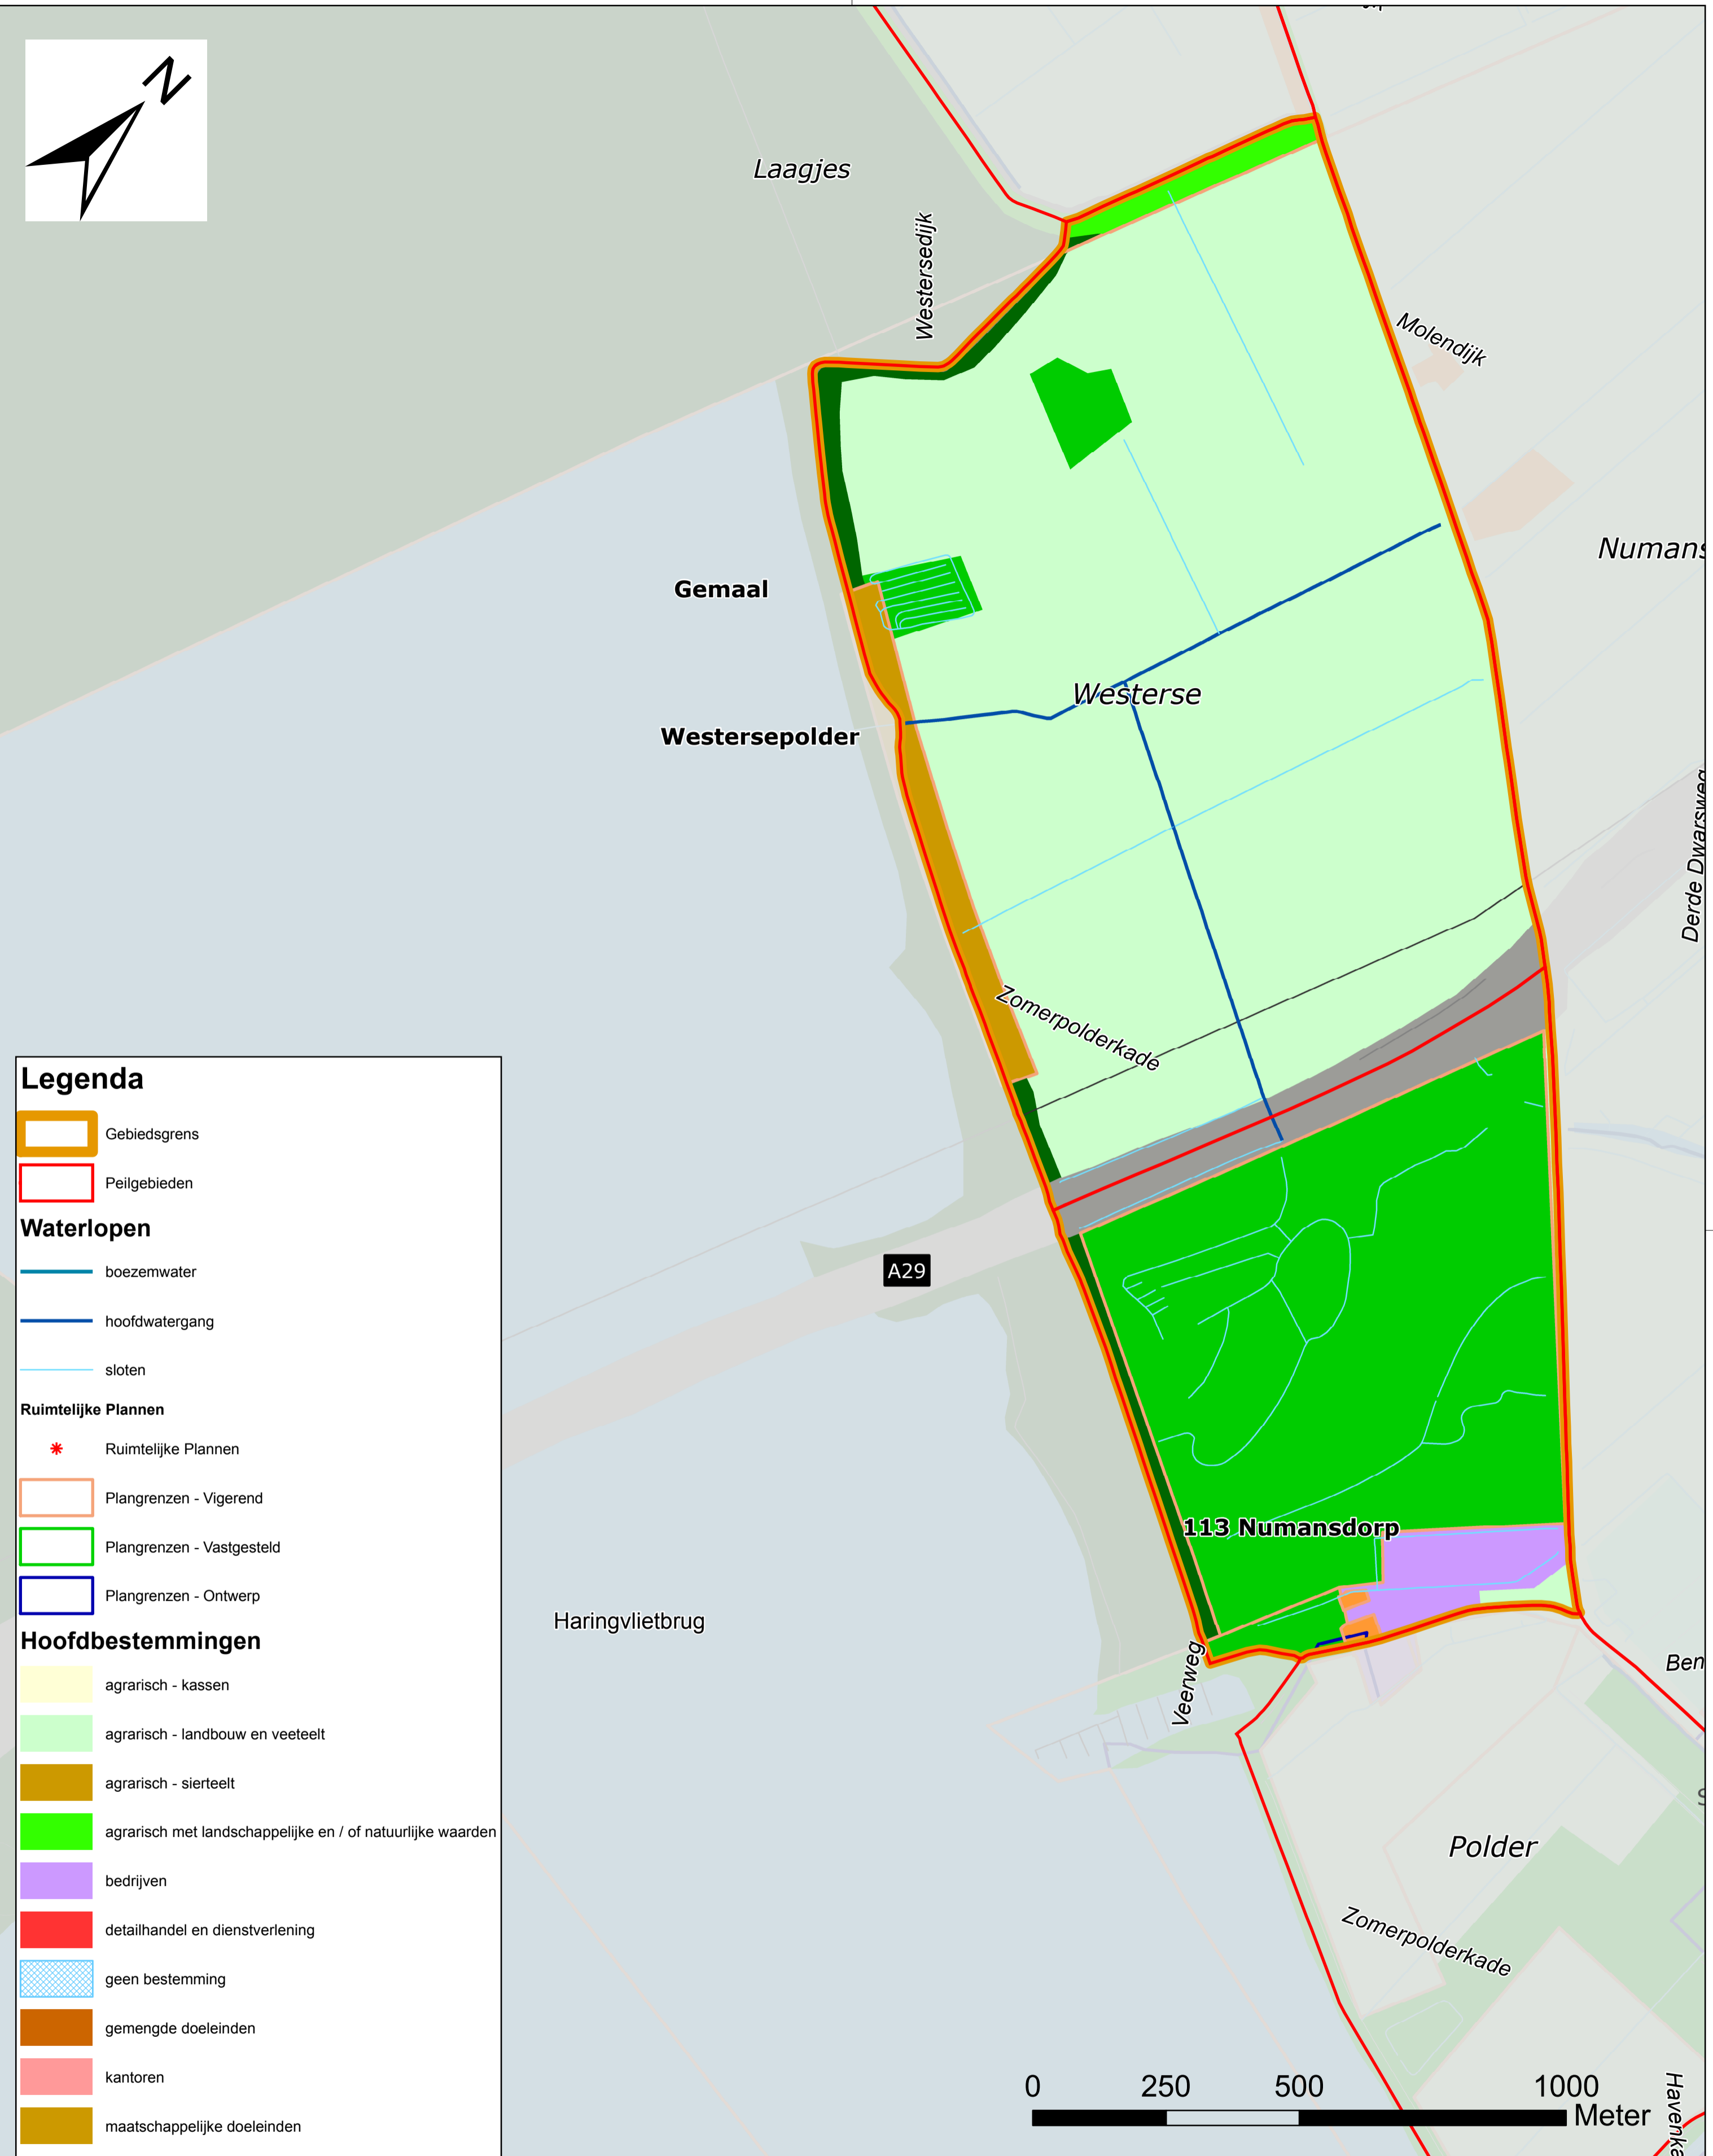 N
Laagjes
Westersedijk
Molendijk
Numans
Gemaal
Westerse
Westersepolder
Derde Dwarsweg
Zomerpolderkade
A29
113 Numansdorp
Haringvlietbrug
Veerweg
Ben
Polder
Zomerpolderkade
Havenka
0 250 500 1000
Meter
Legenda
Gebiedsgrens
Peilgebieden
Waterlopen
boezemwater
hoofdwatergang
sloten
Ruimtelijke Plannen
Ruimtelijke Plannen
Plangrenzen - Vigerend
Plangrenzen - Vastgesteld
Plangrenzen - Ontwerp
Hoofdbestemmingen
agrarisch - kassen
agrarisch - landbouw en veeteelt
agrarisch - sierteelt
agrarisch met landschappelijke en / of natuurlijke waarden
bedrijven
detailhandel en dienstverlening
geen bestemming
gemengde doeleinden
kantoren
maatschappelijke doeleinden